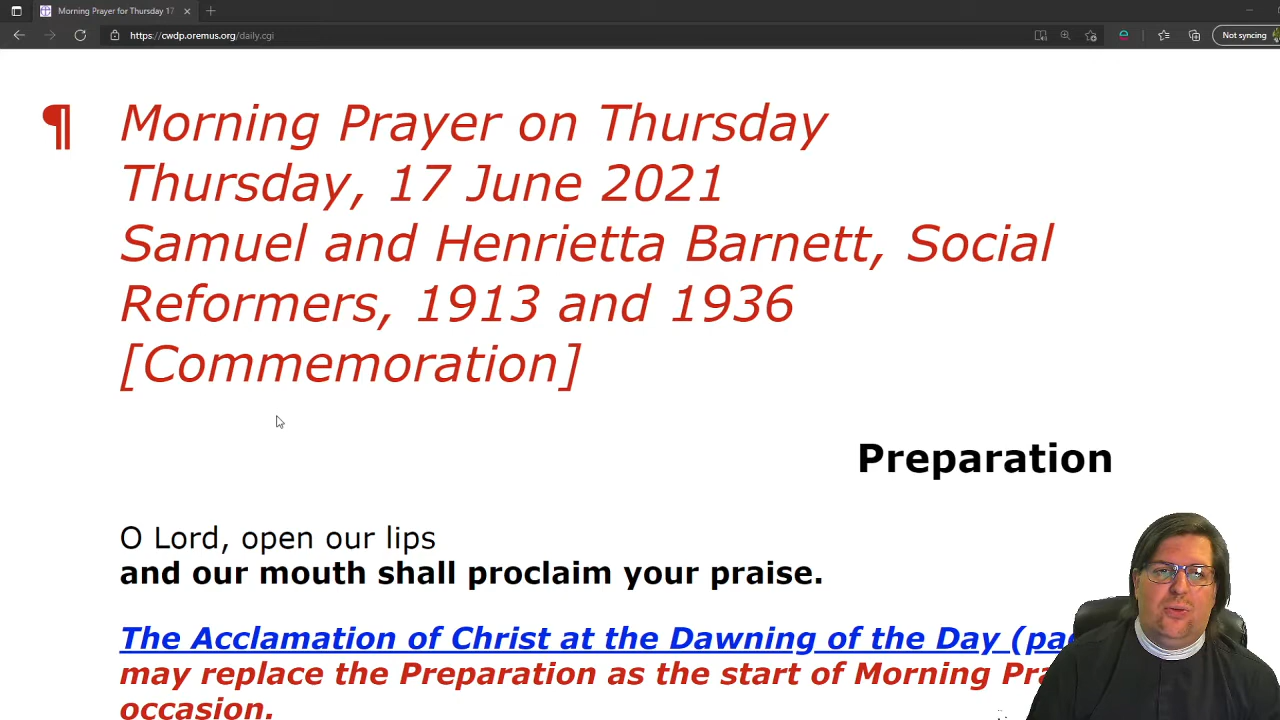 Morning Prayer for Thursday 17
https://cwdp.oremus.org/daily.cgi
Not syncing
¶ Morning Prayer on Thursday
Thursday, 17 June 2021
Samuel and Henrietta Barnett, Social
Reformers, 1913 and 1936
[Commemoration]
Preparation
O Lord, open our lips
and our mouth shall proclaim your praise.
The Acclamation of Christ at the Dawning of the Day
may replace the Preparation as the start of Morning
occasion.